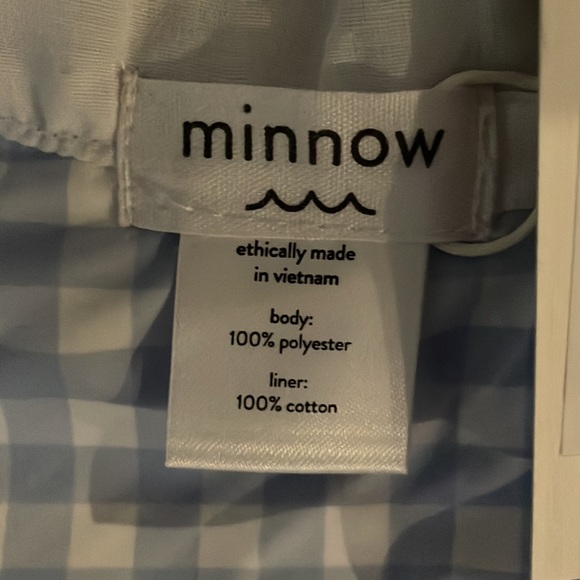 minnow
ethically made
in vietnam
body:
100% polyester
liner:
100% cotton